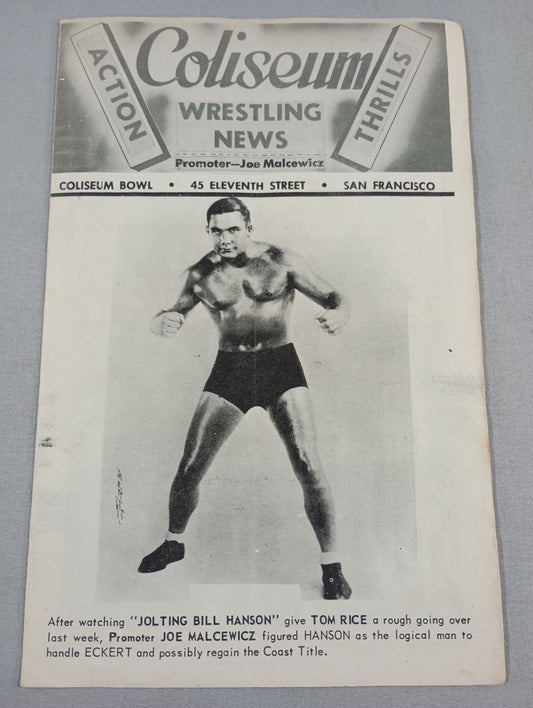 ACTION
Coliseum
THRILLS
WRESTLING
NEWS
Promoter—Joe Malcewicz
COLISEUM BOWL • 45 ELEVENTH STREET • SAN FRANCISCO
After watching "JOLTING BILL HANSON" give TOM RICE a rough going over
last week, Promoter JOE MALCEWICZ figured HANSON as the logical man to
handle ECKERT and possibly regain the Coast Title.